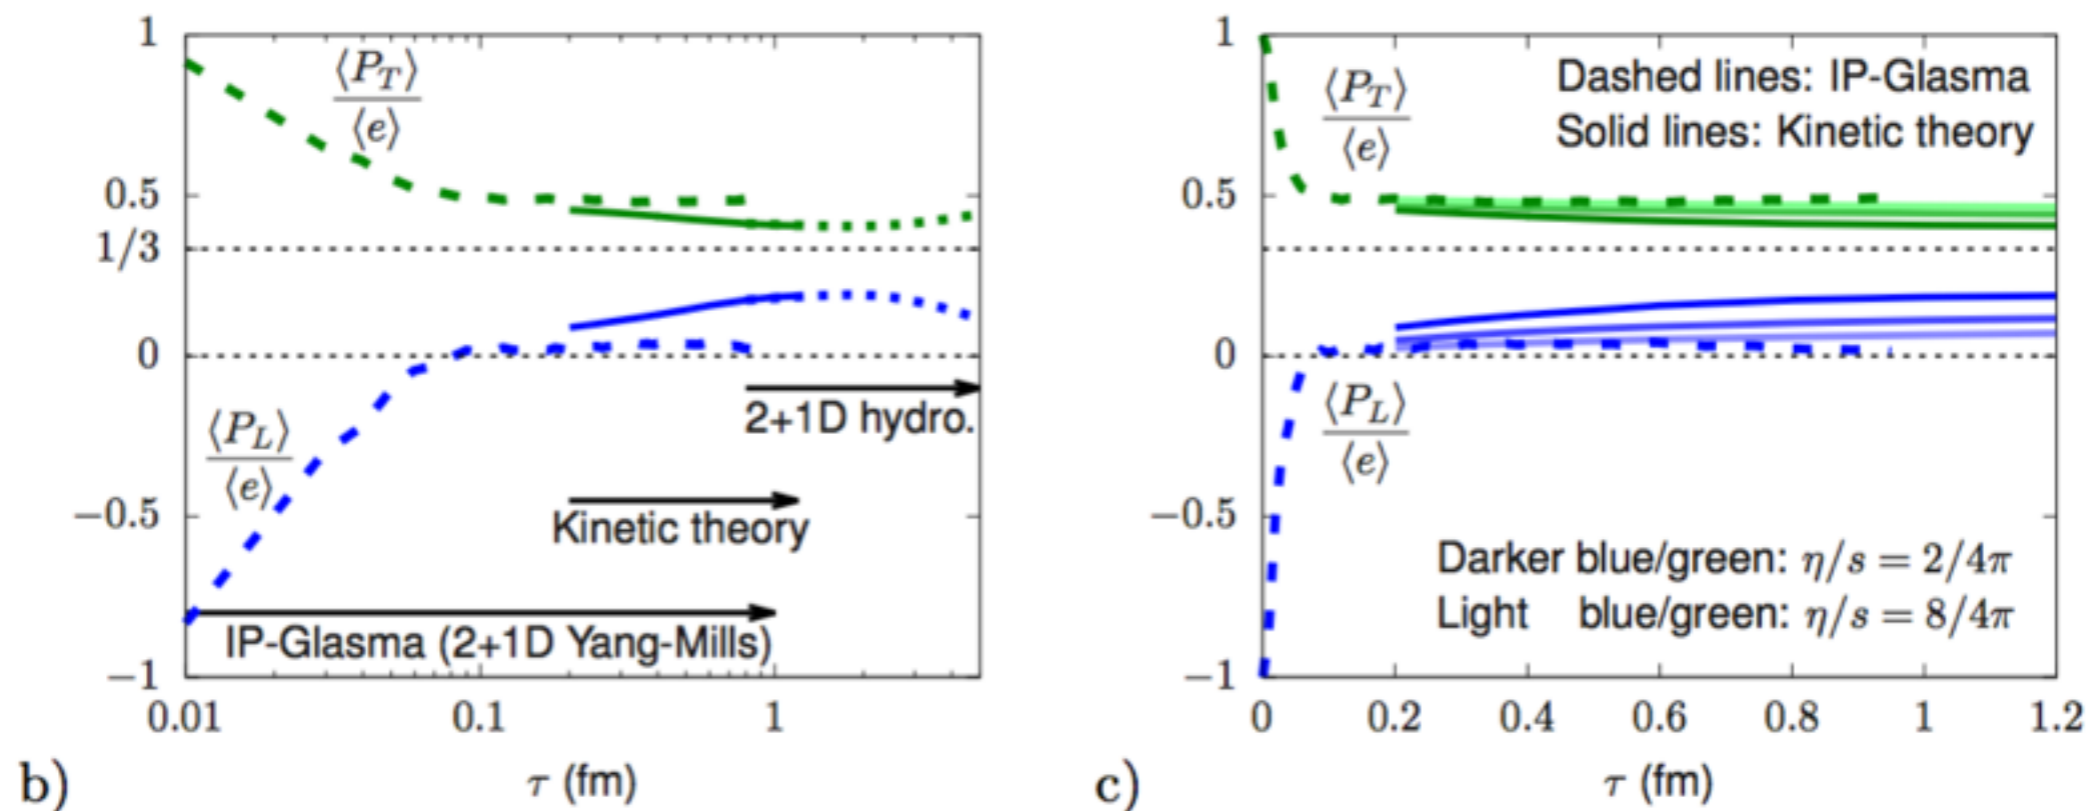 1
0.5
1/3
0
−0.5
−1
⟨P_T⟩
⟨e⟩
⟨P_L⟩
⟨e⟩
2+1D hydro.
Kinetic theory
IP-Glasma (2+1D Yang-Mills)
0.01 0.1 1
b) τ (fm)
1
0.5
0
−0.5
−1
⟨P_T⟩
⟨e⟩
Dashed lines: IP-Glasma
Solid lines: Kinetic theory
⟨P_L⟩
⟨e⟩
Darker blue/green: η/s = 2/4π
Light blue/green: η/s = 8/4π
0 0.2 0.4 0.6 0.8 1 1.2
c) τ (fm)